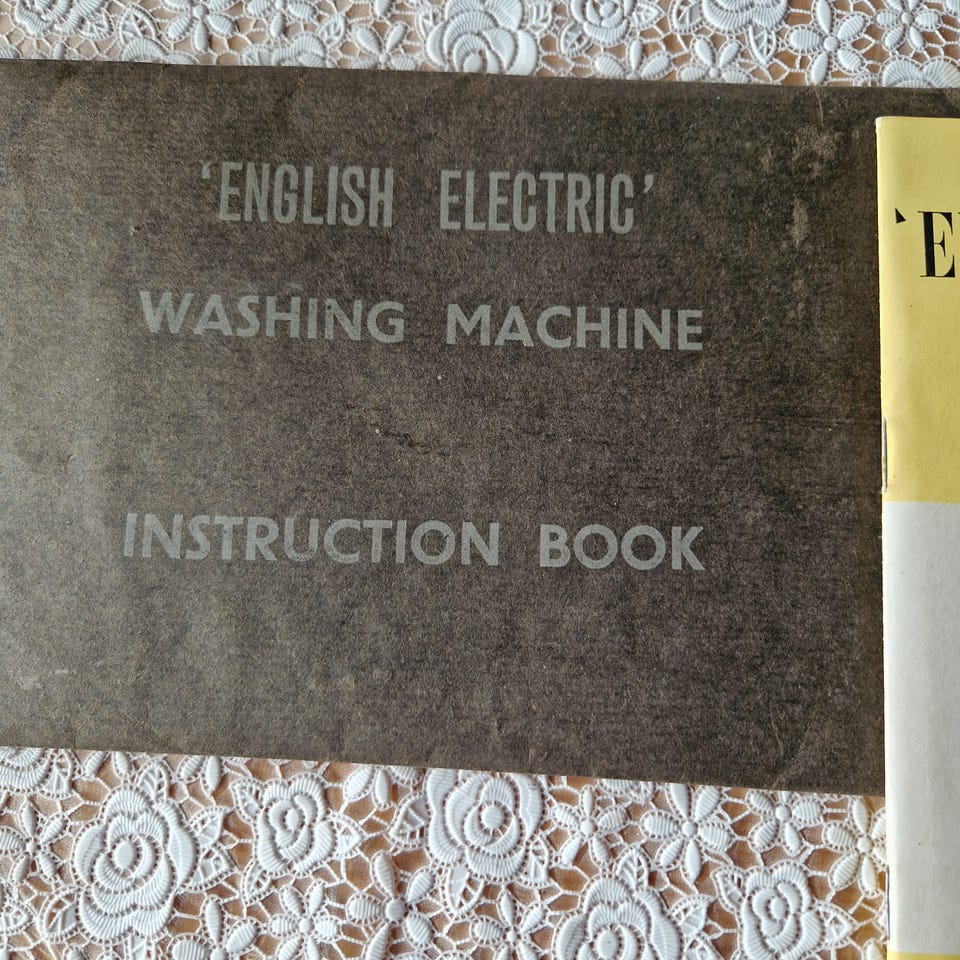 ‘ENGLISH ELECTRIC’
WASHING MACHINE
INSTRUCTION BOOK
‘E